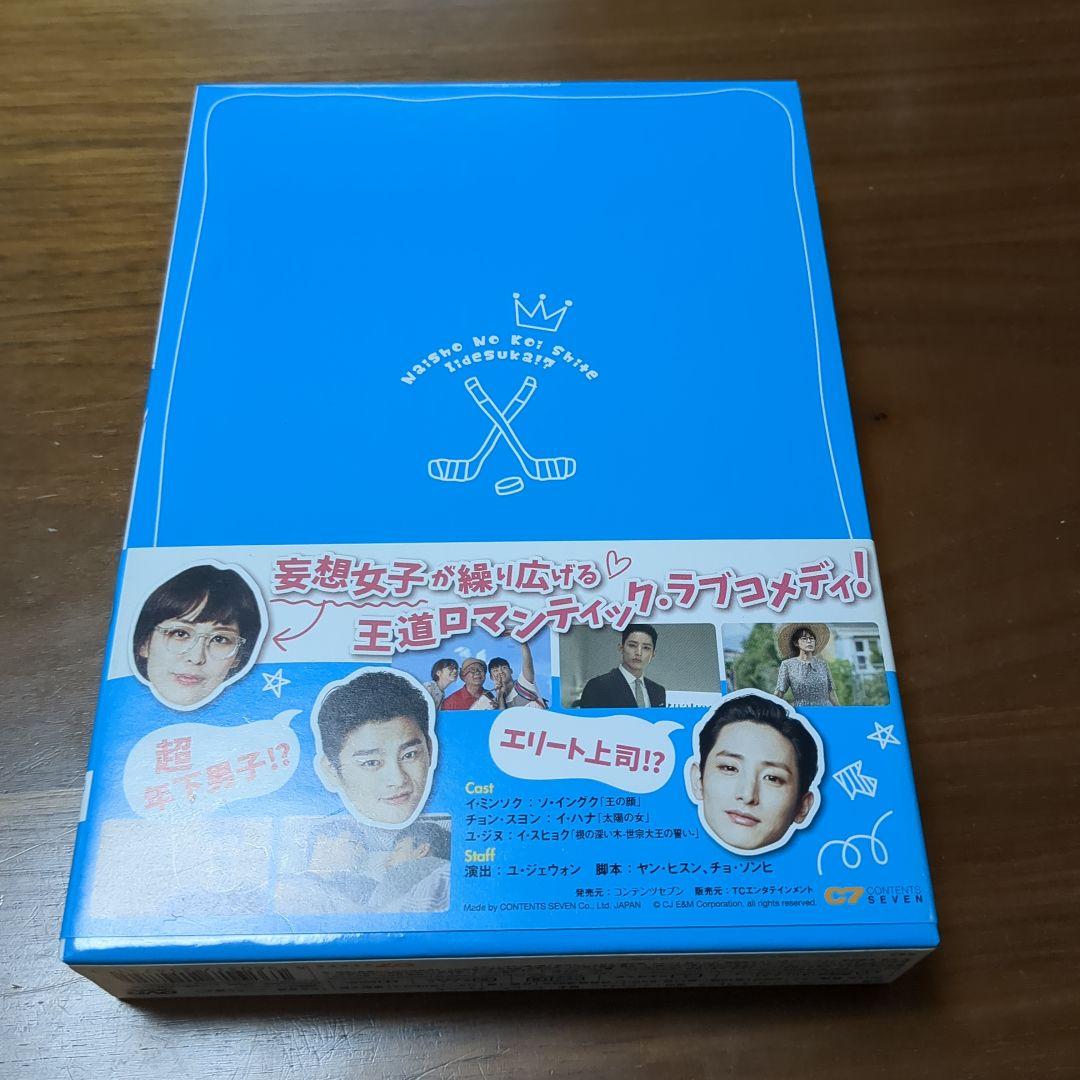 Naisho No Koi Shite
Iidesuka!?
妄想女子が繰り広げる
王道ロマンティック・ラブコメディ!
超
年下男子!?
エリート上司!?
Cast
イ・ミンソク:ソ・イングク「王の顔」
チョン・スヨン:イ・ハナ「太陽の女」
ユ・ジヌ:イ・スヒョク「根の深い木-世宗大王の誓い-」
Staff
演出:ユ・ジェウォン 脚本:ヤン・ヒスン、チョ・ソンヒ
発売元:コンテンツセブン 販売元:TCエンタテインメント
Made by CONTENTS SEVEN Co., Ltd. JAPAN © CJ E&M Corporation, all rights reserved.
C7 CONTENTS
SEVEN